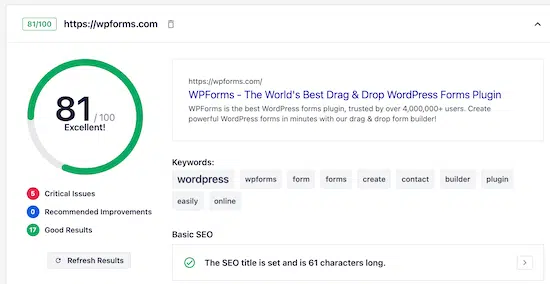 81/100 https://wpforms.com
81 / 100
Excellent!
5 Critical Issues
0 Recommended Improvements
17 Good Results
Refresh Results
https://wpforms.com/
WPForms - The World's Best Drag & Drop WordPress Forms Plugin
WPForms is the best WordPress forms plugin, trusted by over 4,000,000+ users. Create
powerful WordPress forms in minutes with our drag & drop form builder!
Keywords:
wordpress wpforms form forms create contact builder plugin
easily online
Basic SEO
The SEO title is set and is 61 characters long.